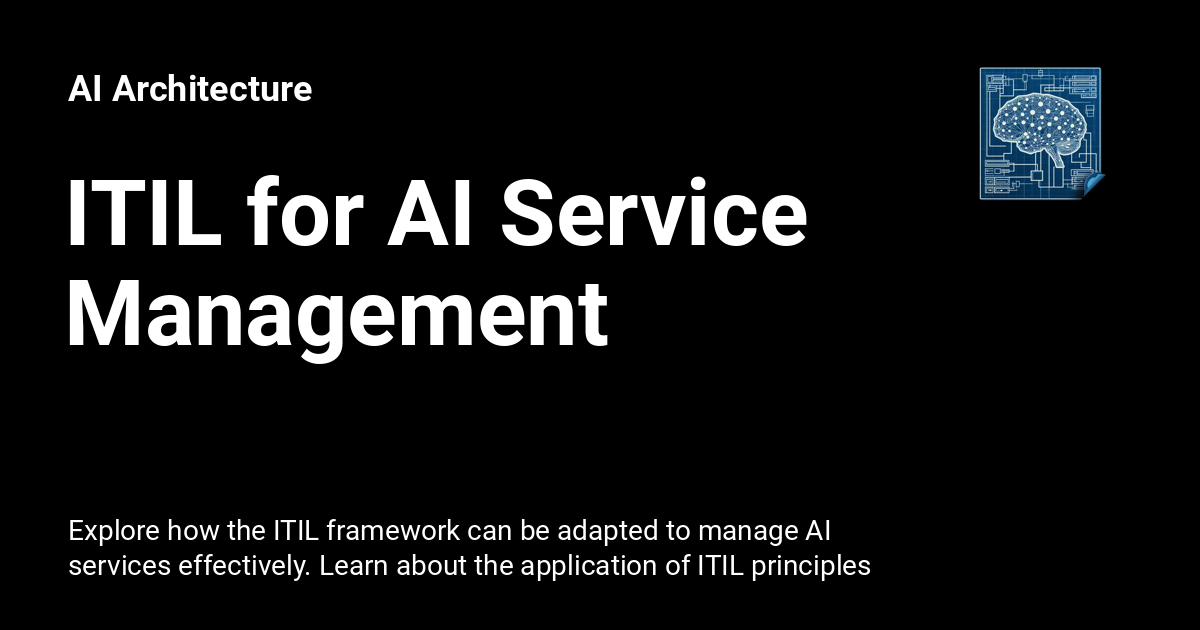 AI Architecture
ITIL for AI Service
Management
Explore how the ITIL framework can be adapted to manage AI
services effectively. Learn about the application of ITIL principles